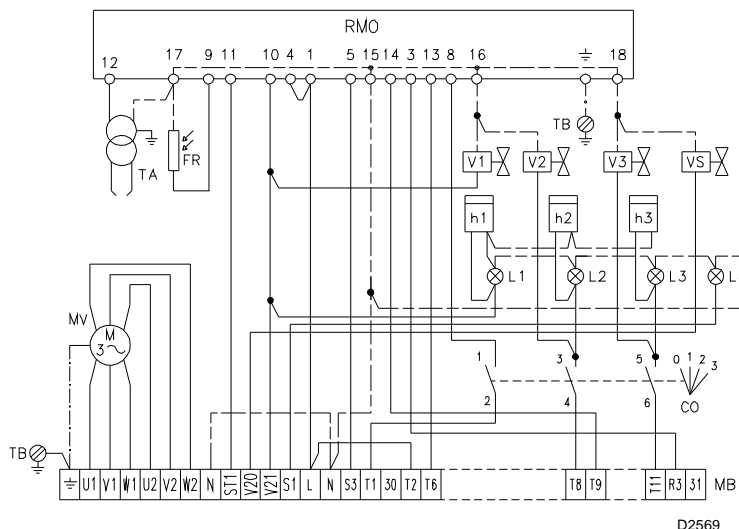 RMO
12 17 9 11 10 4 1 5 15 14 3 13 8 16 18
TB
TA
FR
V1 V2 V3 VS
h1 h2 h3
L1 L2 L3 L
MV
M
3
1 3 5 0 1 2 3
2 4 6 CO
TB
U1 V1 W1 U2 V2 W2 N ST1 V20 V21 S1 L N S3 T1 30 T2 T6 T8 T9 T11 R3 31 MB
D2569